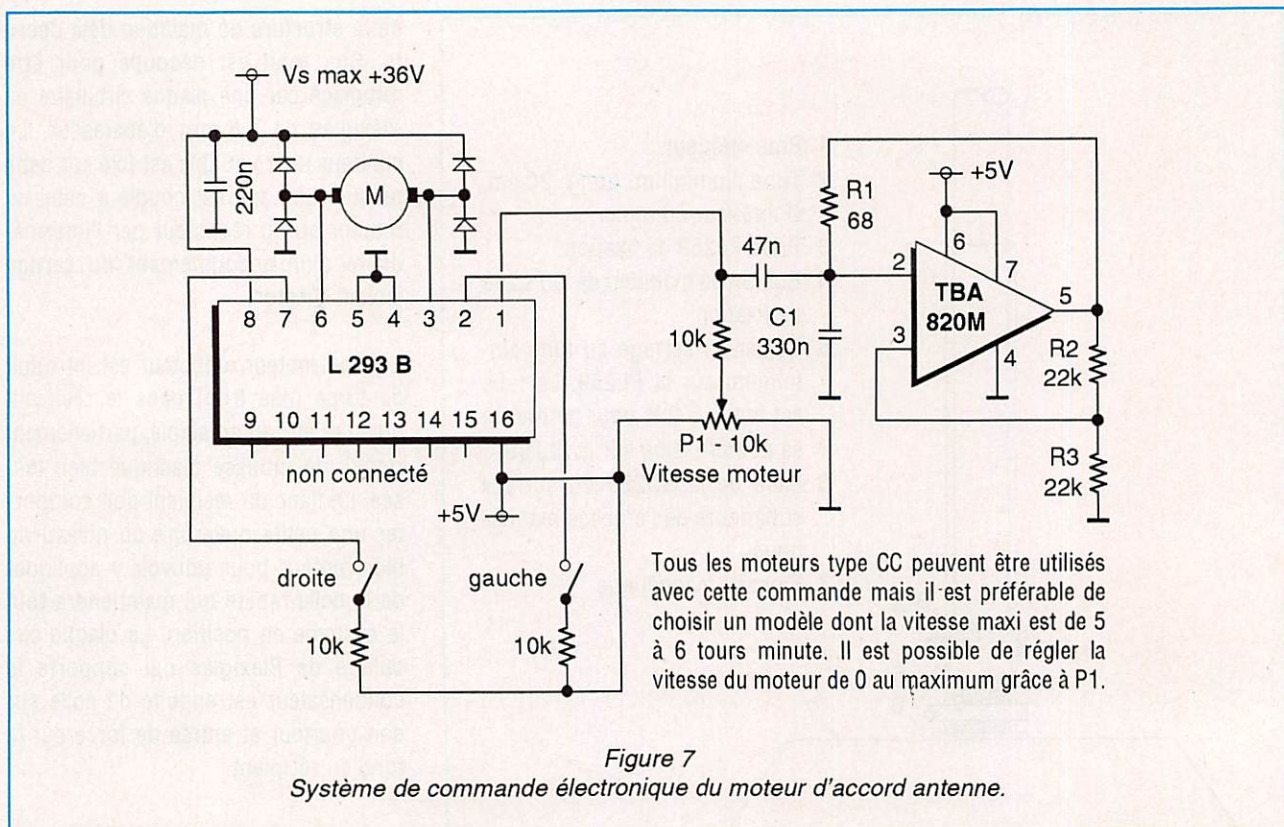 Vs max +36V
220n
M
47n
R1
68
+5V
6
7
2
TBA
820M
5
3
4
10k
C1
330n
R2
22k
R3
22k
8 7 6 5 4 3 2 1
L 293 B
9 10 11 12 13 14 15 16
non connecté
P1 - 10k
Vitesse moteur
+5V
droite
gauche
10k
10k
Tous les moteurs type CC peuvent être utilisés
avec cette commande mais il est préférable de
choisir un modèle dont la vitesse maxi est de 5
à 6 tours minute. Il est possible de régler la
vitesse du moteur de 0 au maximum grâce à P1.
Figure 7
Système de commande électronique du moteur d'accord antenne.